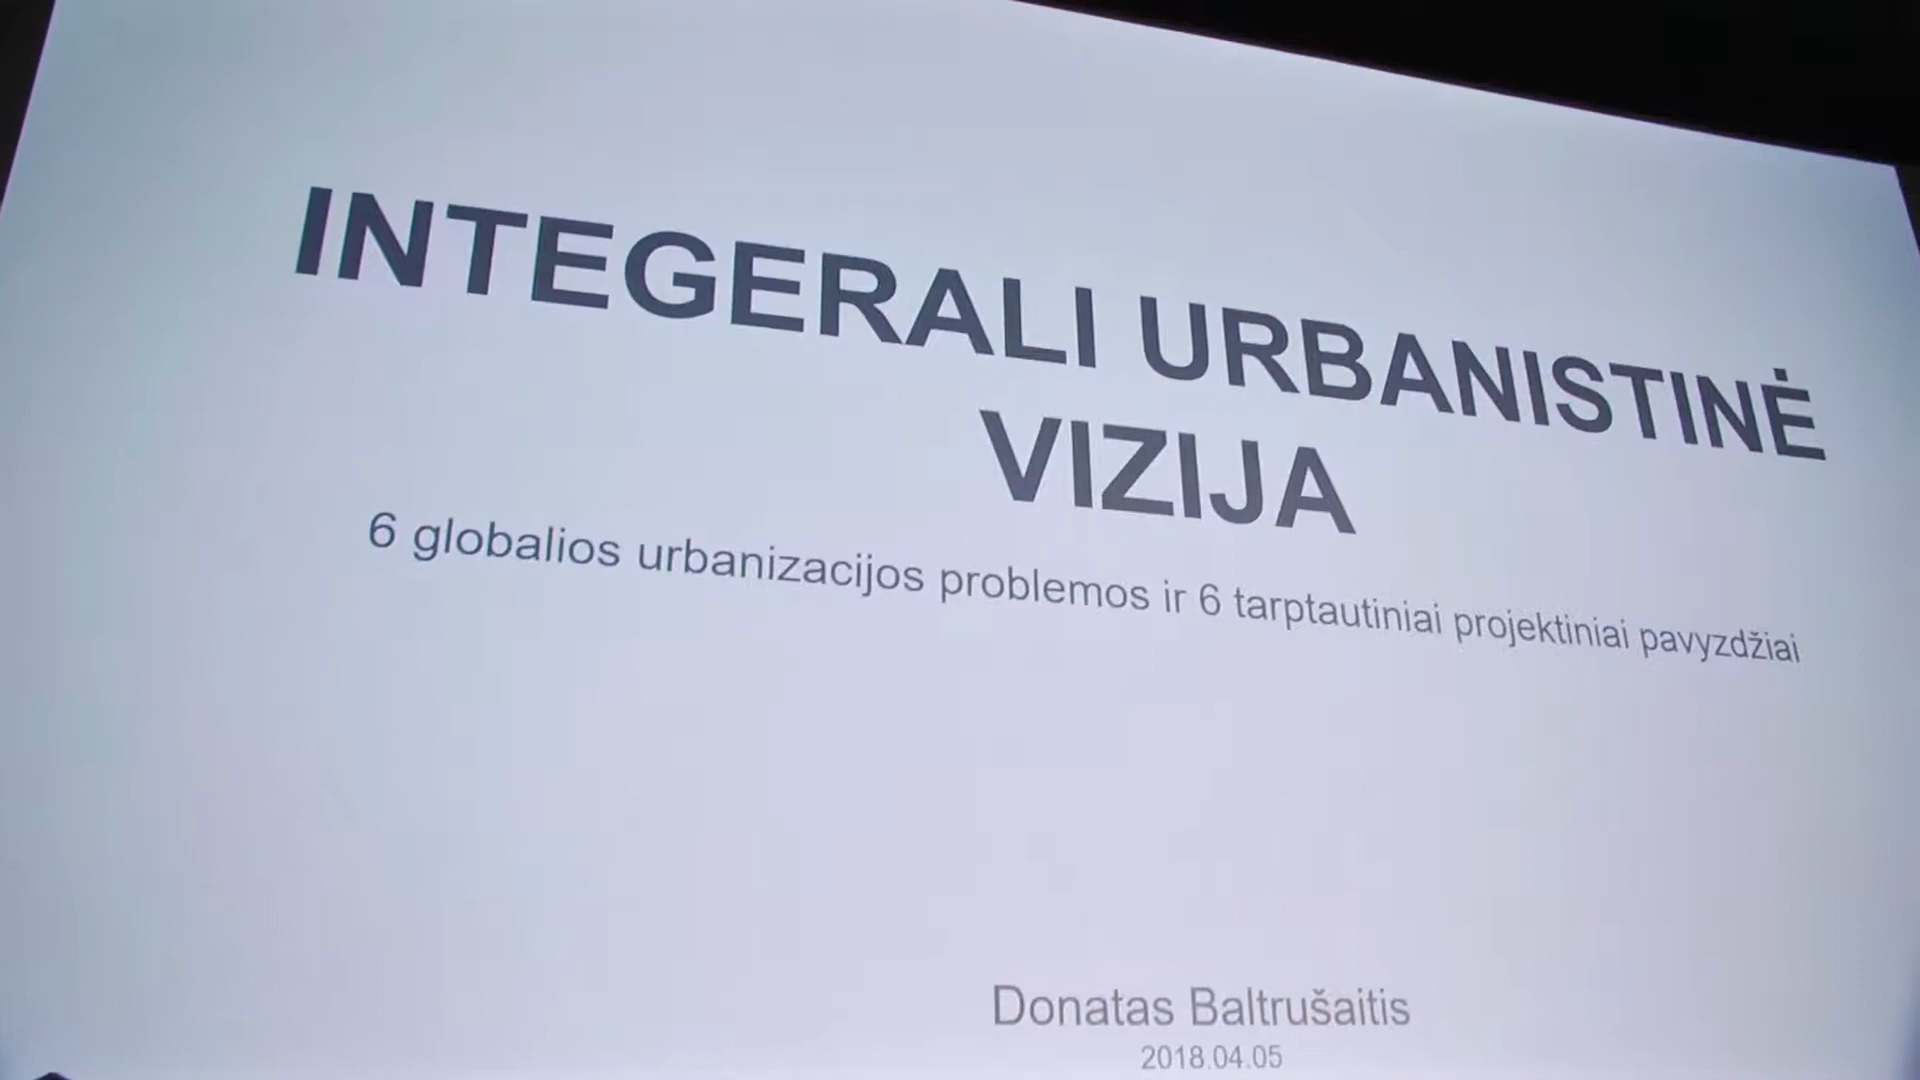 INTEGERALI URBANISTINĖ
VIZIJA
6 globalios urbanizacijos problemos ir 6 tarptautiniai projektiniai pavyzdžiai
Donatas Baltrušaitis
2018.04.05